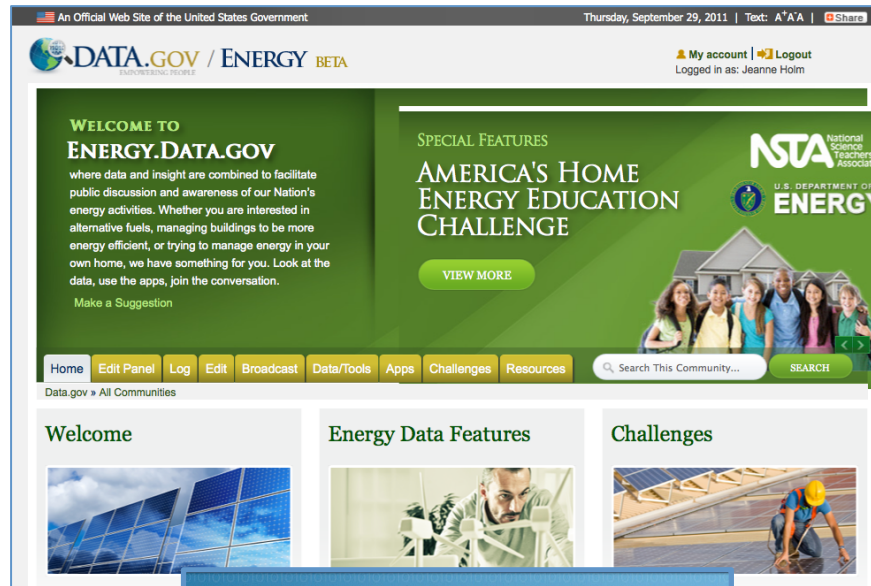 An Official Web Site of the United States Government
Thursday, September 29, 2011 | Text: A+A-A | Share
DATA.GOV / ENERGY BETA
EMPOWERING PEOPLE
My account | Logout
Logged in as: Jeanne Holm
WELCOME TO
ENERGY.DATA.GOV
where data and insight are combined to facilitate
public discussion and awareness of our Nation's
energy activities. Whether you are interested in
alternative fuels, managing buildings to be more
energy efficient, or trying to manage energy in your
own home, we have something for you. Look at the
data, use the apps, join the conversation.
Make a Suggestion
SPECIAL FEATURES
AMERICA'S HOME
ENERGY EDUCATION
CHALLENGE
VIEW MORE
NSTA
National
Science
Teachers
Associat
U.S. DEPARTMENT OF
ENERGY
Home Edit Panel Log Edit Broadcast Data/Tools Apps Challenges Resources
Search This Community...
SEARCH
Data.gov » All Communities
Welcome
Energy Data Features
Challenges